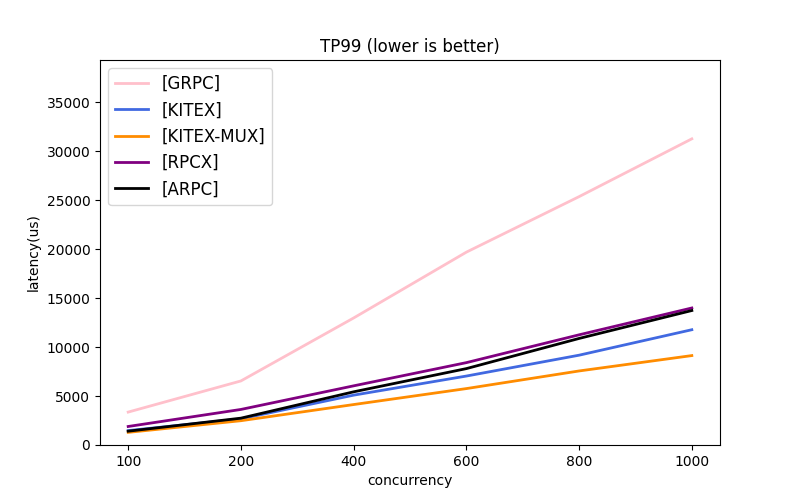 TP99 (lower is better)
[GRPC]
[KITEX]
[KITEX-MUX]
[RPCX]
[ARPC]
35000
30000
25000
20000
15000
10000
5000
0
latency(us)
100 200 400 600 800 1000
concurrency